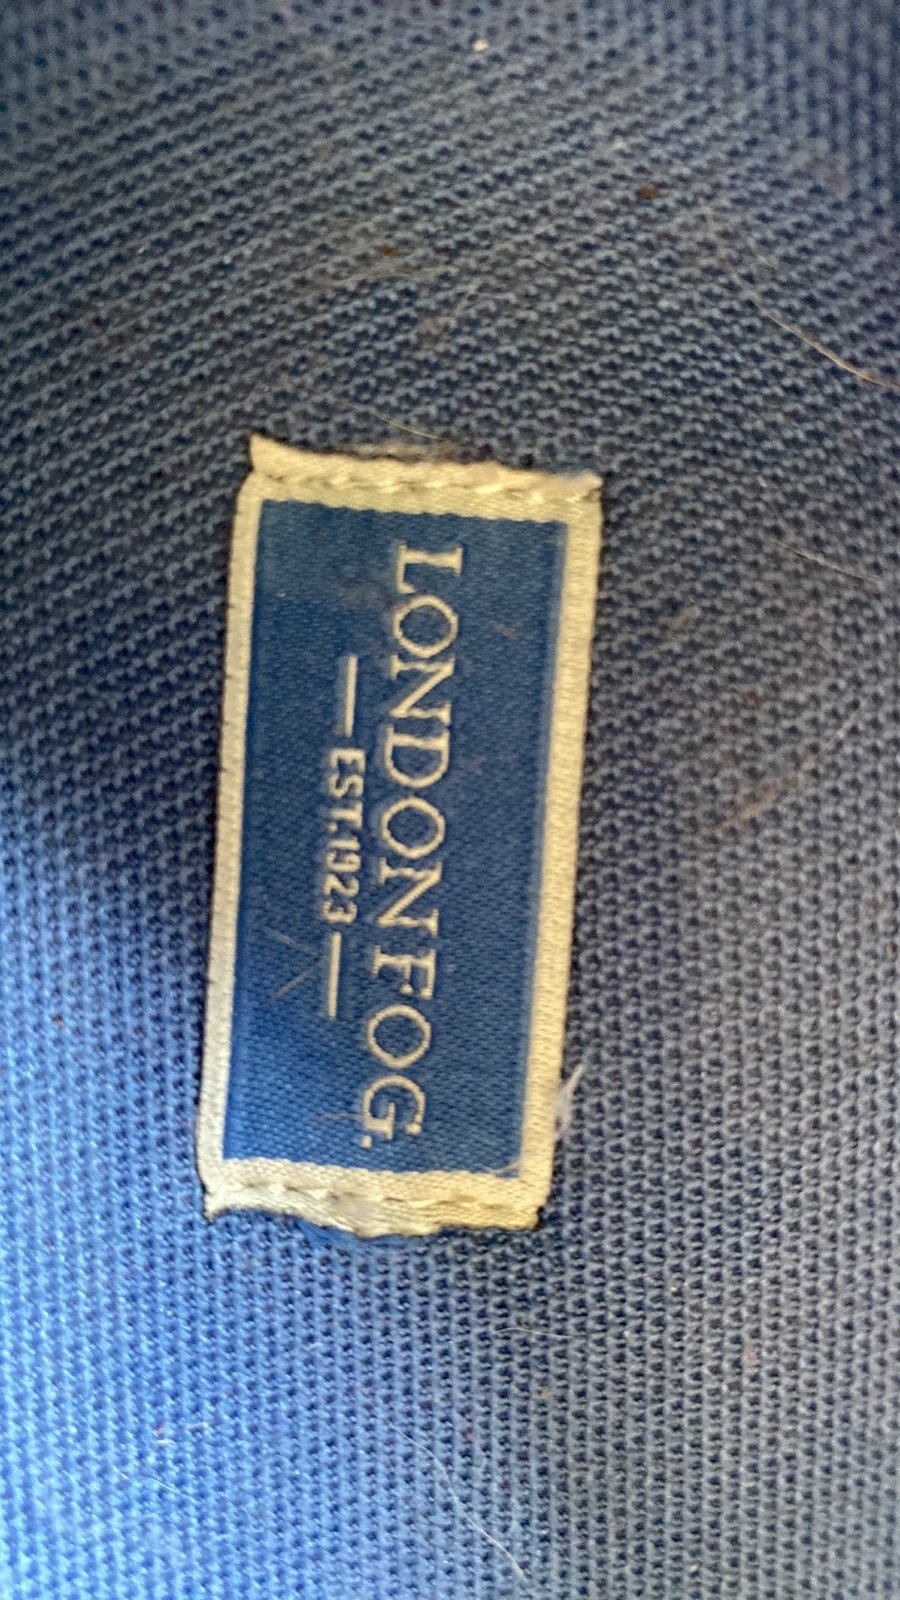 LONDON FOG.
— EST. 1923 —